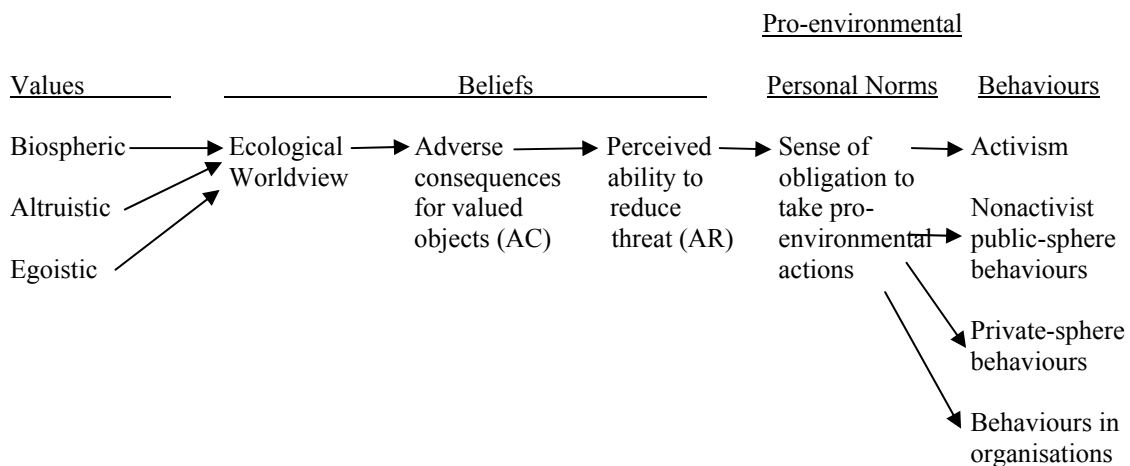 Pro-environmental
Values Beliefs Personal Norms Behaviours
Biospheric
Altruistic
Egoistic
Ecological
Worldview
Adverse
consequences
for valued
objects (AC)
Perceived
ability to
reduce
threat (AR)
Sense of
obligation to
take pro-
environmental
actions
Activism
Nonactivist
public-sphere
behaviours
Private-sphere
behaviours
Behaviours in
organisations